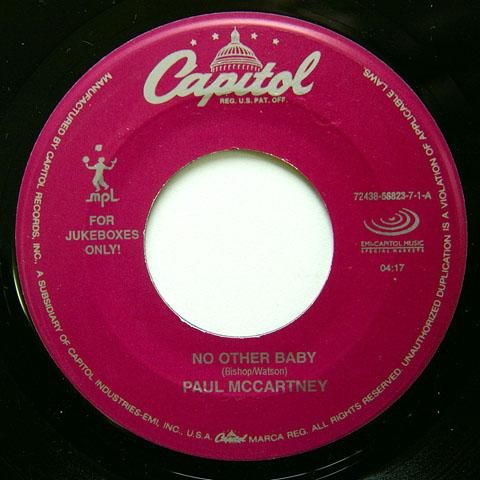 Capitol
REG. U.S. PAT. OFF.
mpL
FOR
JUKEBOXES
ONLY!
72438-56823-7-1-A
EMI-CAPITOL MUSIC
SPECIAL MARKETS
04:17
NO OTHER BABY
(Bishop/Watson)
PAUL MCCARTNEY
MANUFACTURED BY CAPITOL RECORDS, INC., A SUBSIDIARY OF CAPITOL INDUSTRIES-EMI, INC., U.S.A. Capitol MARCA REG. ALL RIGHTS RESERVED. UNAUTHORIZED DUPLICATION IS A VIOLATION OF APPLICABLE LAWS.